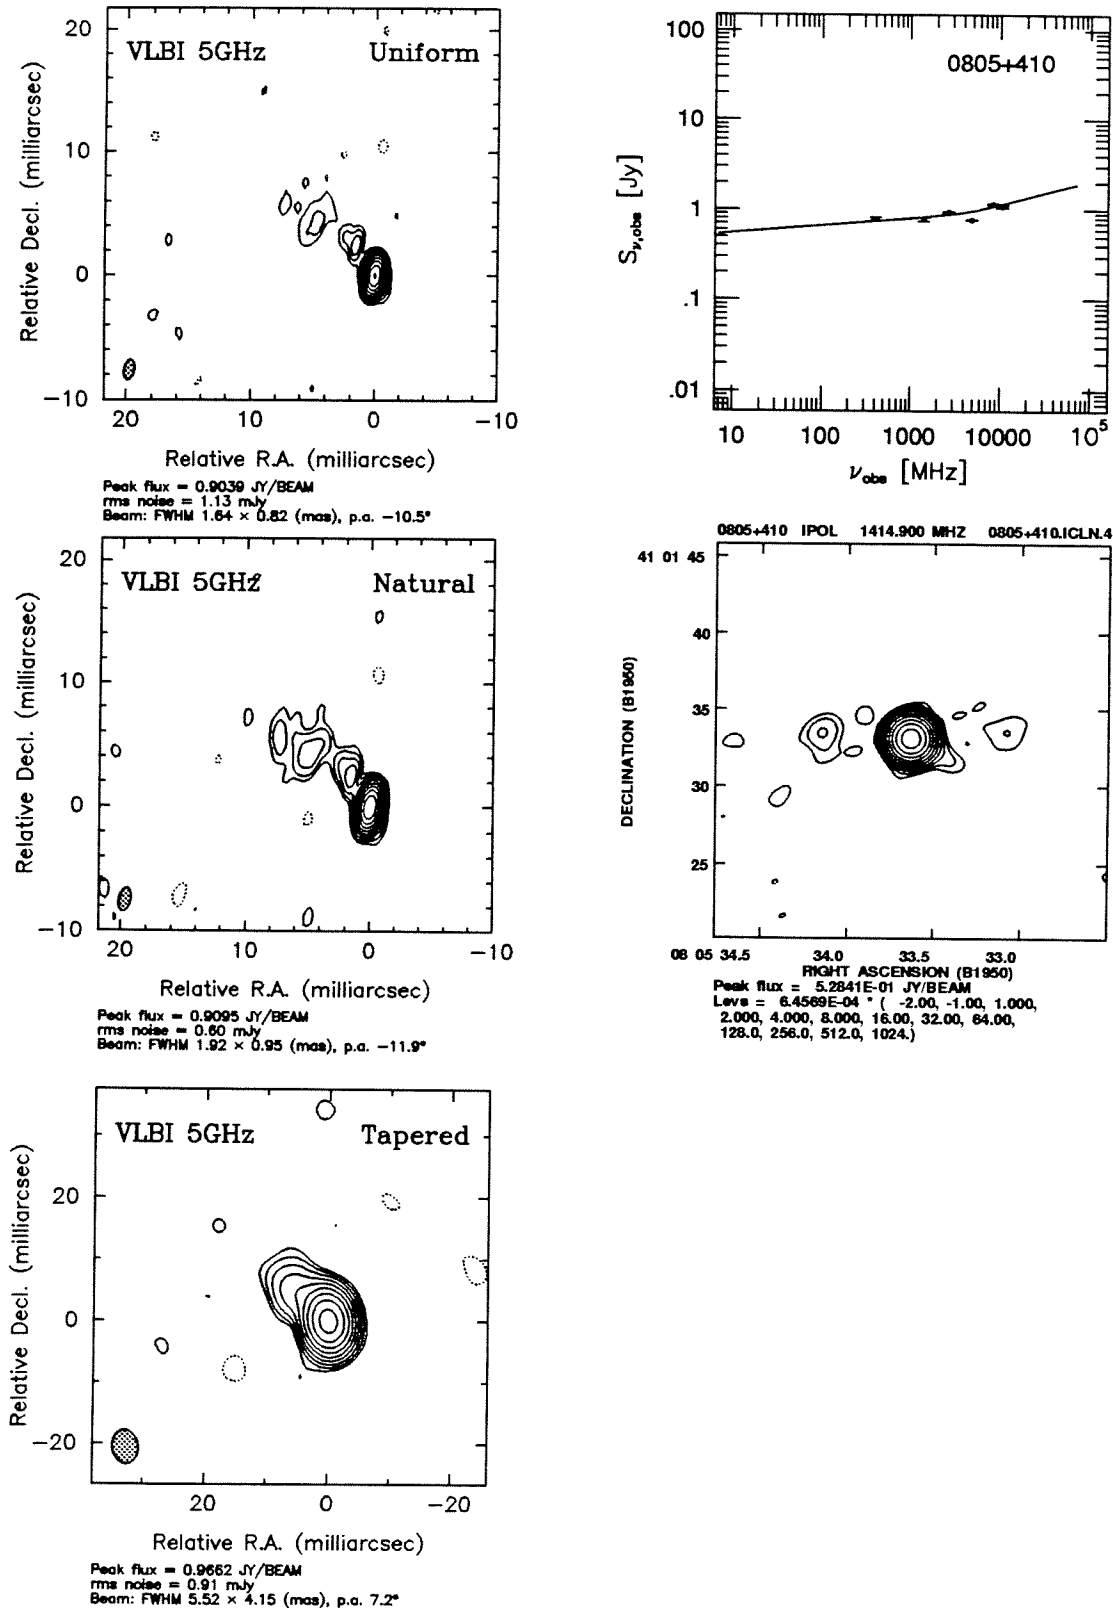 VLBI 5GHz Uniform
20
10
0
−10
20 10 0 −10
Relative Decl. (milliarcsec)
Relative R.A. (milliarcsec)
Peak flux = 0.9039 JY/BEAM
rms noise = 1.13 mJy
Beam: FWHM 1.64 × 0.82 (mas), p.a. −10.5°
0805+410
100
10
1
.1
.01
10 100 1000 10000 10⁵
Sν,obs [Jy]
νobs [MHz]
VLBI 5GHz Natural
20
10
0
−10
20 10 0 −10
Relative Decl. (milliarcsec)
Relative R.A. (milliarcsec)
Peak flux = 0.9095 JY/BEAM
rms noise = 0.60 mJy
Beam: FWHM 1.92 × 0.95 (mas), p.a. −11.9°
0805+410 IPOL 1414.900 MHZ 0805+410.ICLN.4
41 01 45
40
35
30
25
DECLINATION (B1950)
08 05 34.5 34.0 33.5 33.0
RIGHT ASCENSION (B1950)
Peak flux = 5.2841E-01 JY/BEAM
Levs = 6.4569E-04 * ( -2.00, -1.00, 1.000,
2.000, 4.000, 8.000, 16.00, 32.00, 64.00,
128.0, 256.0, 512.0, 1024.)
VLBI 5GHz Tapered
20
0
−20
20 0 −20
Relative Decl. (milliarcsec)
Relative R.A. (milliarcsec)
Peak flux = 0.9662 JY/BEAM
rms noise = 0.91 mJy
Beam: FWHM 5.52 × 4.15 (mas), p.a. 7.2°